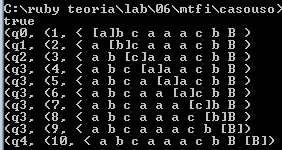 C:\ruby teoria\lab\06\mtfi\casouso>
true
(q0, (1, < [a]b c a a a c b B )
(q1, (2, < a [b]c a a a c b B )
(q2, (3, < a b [c]a a a c b B )
(q3, (4, < a b c [a]a a c b B )
(q3, (5, < a b c a [a]a c b B )
(q3, (6, < a b c a a [a]c b B )
(q3, (7, < a b c a a a [c]b B )
(q3, (8, < a b c a a a c [b]B )
(q3, (9, < a b c a a a c b [B])
(q4, (10, < a b c a a a c b B [B])